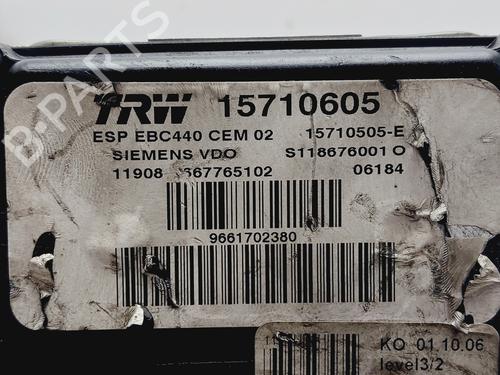 B-PARTS
TRW 15710605
ESP EBC440 CEM 02 15710505-E
SIEMENS VDO S118676001 O
11908 667765102 06184
9661702380
KO 01.10.06
level3/2